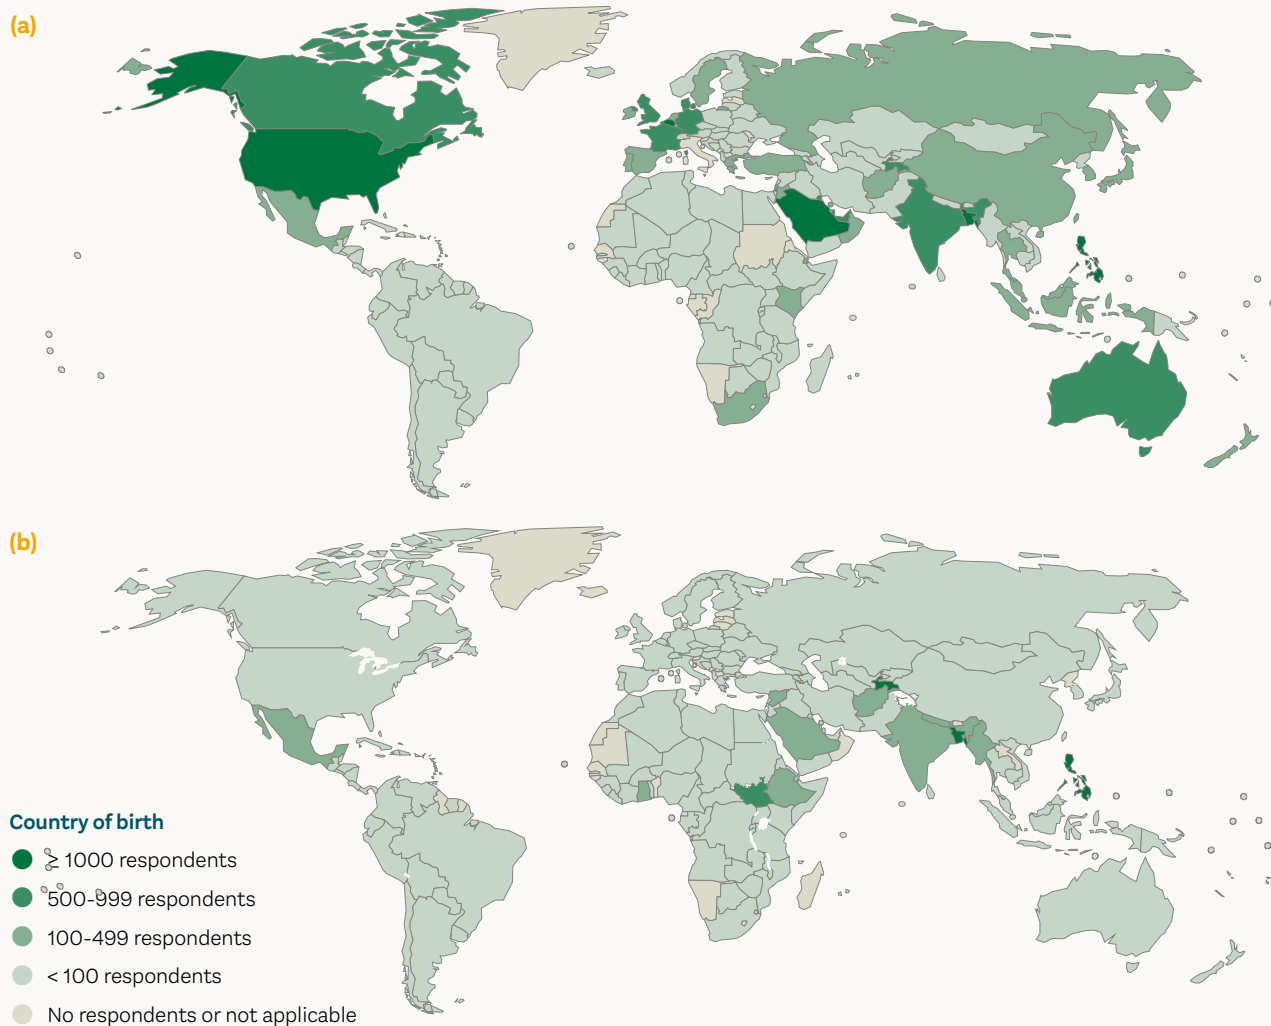 (a)
(b)
Country of birth
≥ 1000 respondents
500-999 respondents
100-499 respondents
< 100 respondents
No respondents or not applicable